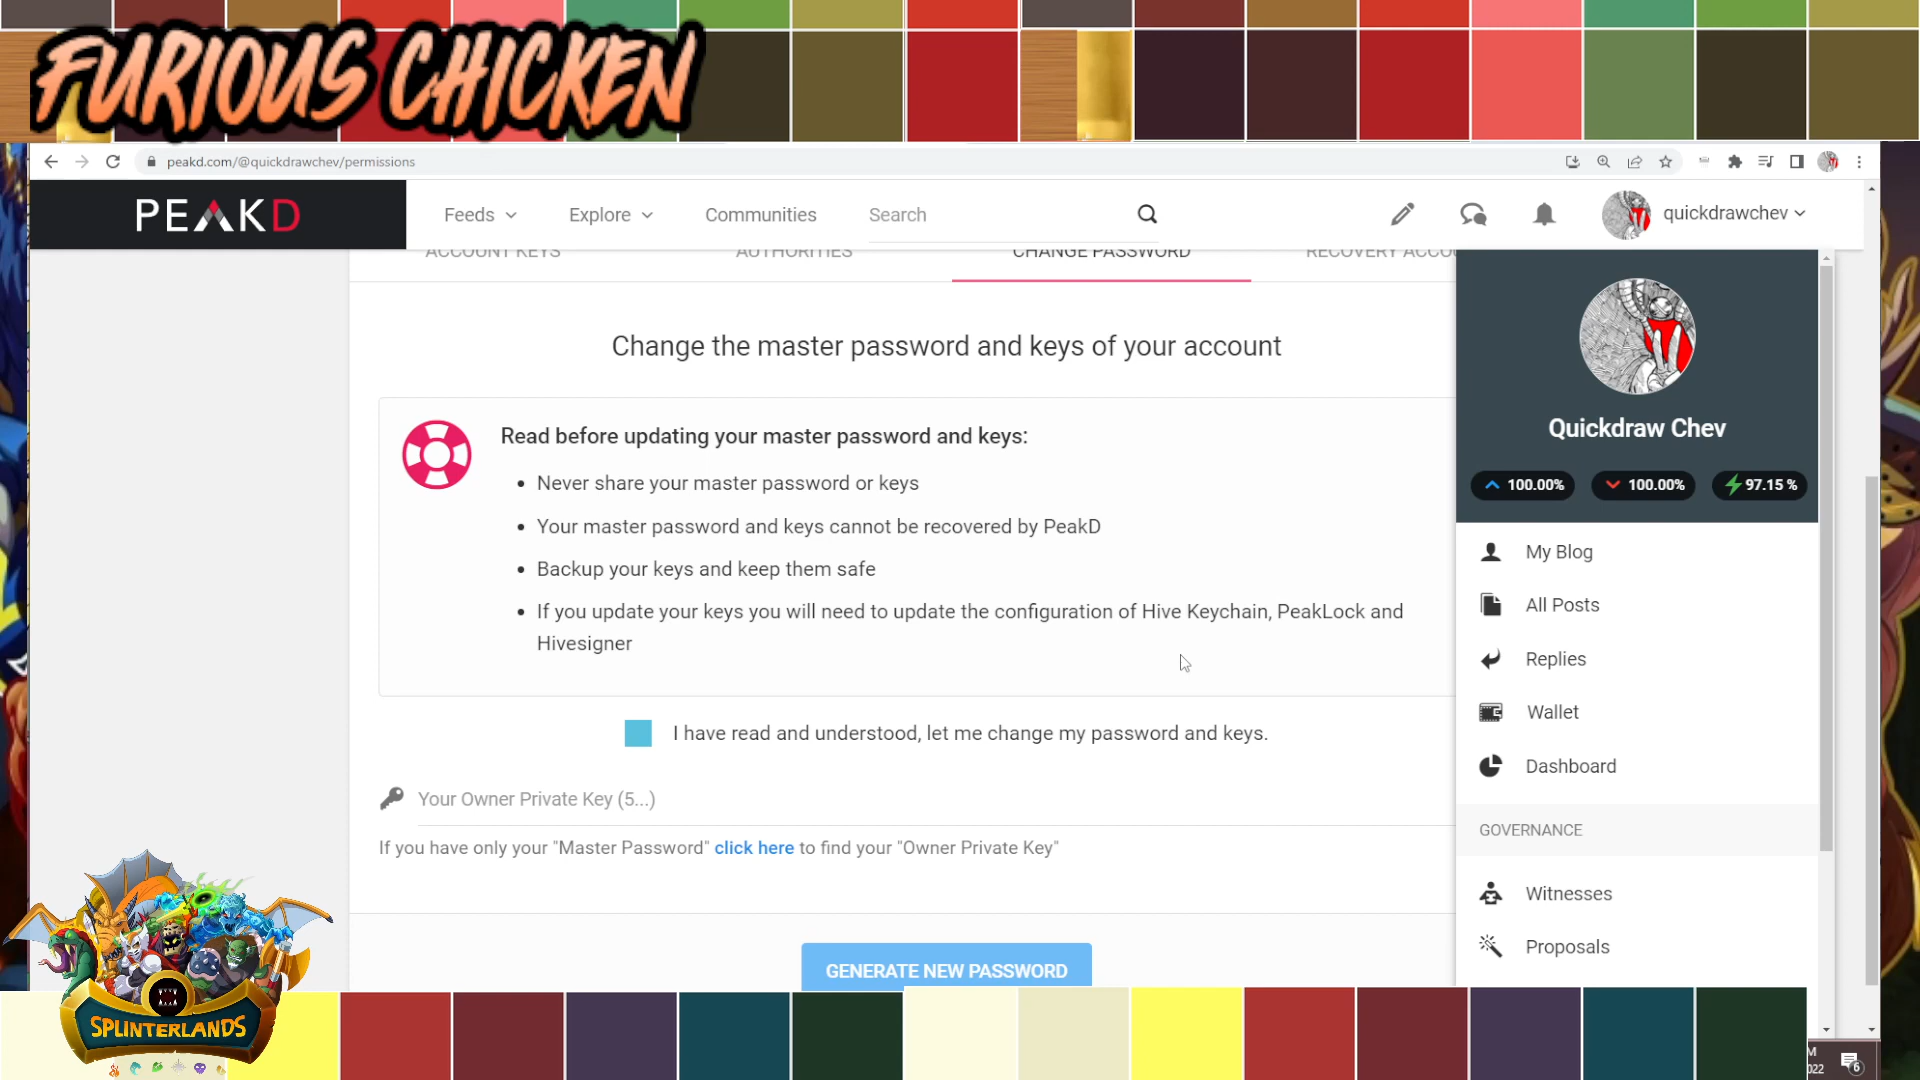 FURIOUS CHICKEN
peakd.com/@quickdrawchev/permissions
PEAKD
Feeds
Explore
Communities
Search
quickdrawchev
ACCOUNT KEYS
AUTHORITIES
CHANGE PASSWORD
RECOVERY ACCOU
Change the master password and keys of your account
Read before updating your master password and keys:
• Never share your master password or keys
• Your master password and keys cannot be recovered by PeakD
• Backup your keys and keep them safe
• If you update your keys you will need to update the configuration of Hive Keychain, PeakLock and
Hivesigner
I have read and understood, let me change my password and keys.
Your Owner Private Key (5...)
If you have only your "Master Password" click here to find your "Owner Private Key"
GENERATE NEW PASSWORD
Quickdraw Chev
100.00%
100.00%
97.15 %
My Blog
All Posts
Replies
Wallet
Dashboard
GOVERNANCE
Witnesses
Proposals
SPLINTERLANDS
M
022
6